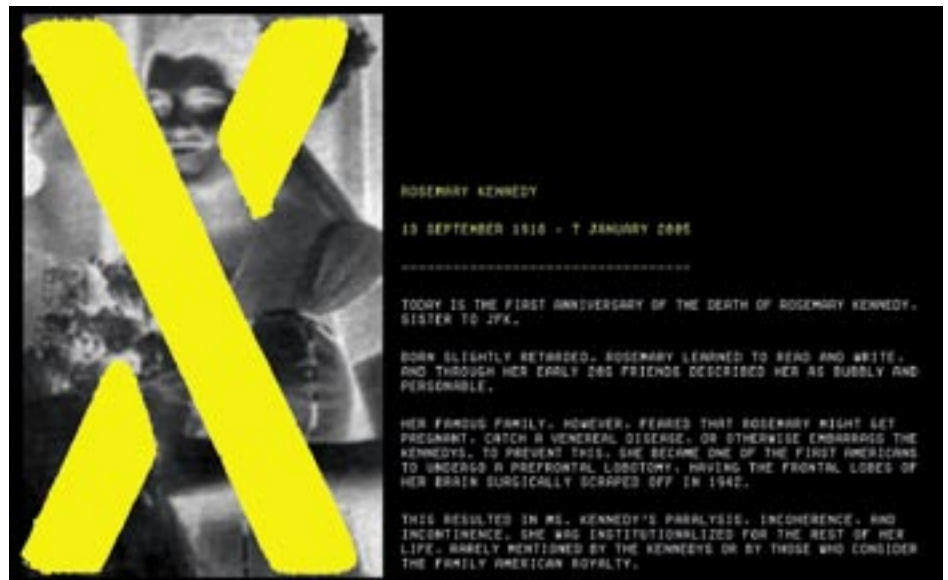 ROSEMARY KENNEDY
13 SEPTEMBER 1918 - 7 JANUARY 2005
----------------------------------
TODAY IS THE FIRST ANNIVERSARY OF THE DEATH OF ROSEMARY KENNEDY,
SISTER TO JFK.
BORN SLIGHTLY RETARDED, ROSEMARY LEARNED TO READ AND WRITE,
AND THROUGH HER EARLY 20S FRIENDS DESCRIBED HER AS BUBBLY AND
PERSONABLE.
HER FAMOUS FAMILY, HOWEVER, FEARED THAT ROSEMARY MIGHT GET
PREGNANT, CATCH A VENEREAL DISEASE, OR OTHERWISE EMBARRASS THE
KENNEDYS. TO PREVENT THIS, SHE BECAME ONE OF THE FIRST AMERICANS
TO UNDERGO A PREFRONTAL LOBOTOMY, HAVING THE FRONTAL LOBES OF
HER BRAIN SURGICALLY SCRAPED OFF IN 1942.
THIS RESULTED IN MS. KENNEDY'S PARALYSIS, INCOHERENCE, AND
INCONTINENCE. SHE WAS INSTITUTIONALIZED FOR THE REST OF HER
LIFE, RARELY MENTIONED BY THE KENNEDYS OR BY THOSE WHO CONSIDER
THE FAMILY AMERICAN ROYALTY.